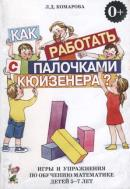 Л.Д. КОМАРОВА
0+
КАК
РАБОТАТЬ
С ПАЛОЧКАМИ
КЮИЗЕНЕРА?
ИГРЫ И УПРАЖНЕНИЯ
ПО ОБУЧЕНИЮ МАТЕМАТИКЕ
ДЕТЕЙ 5–7 ЛЕТ